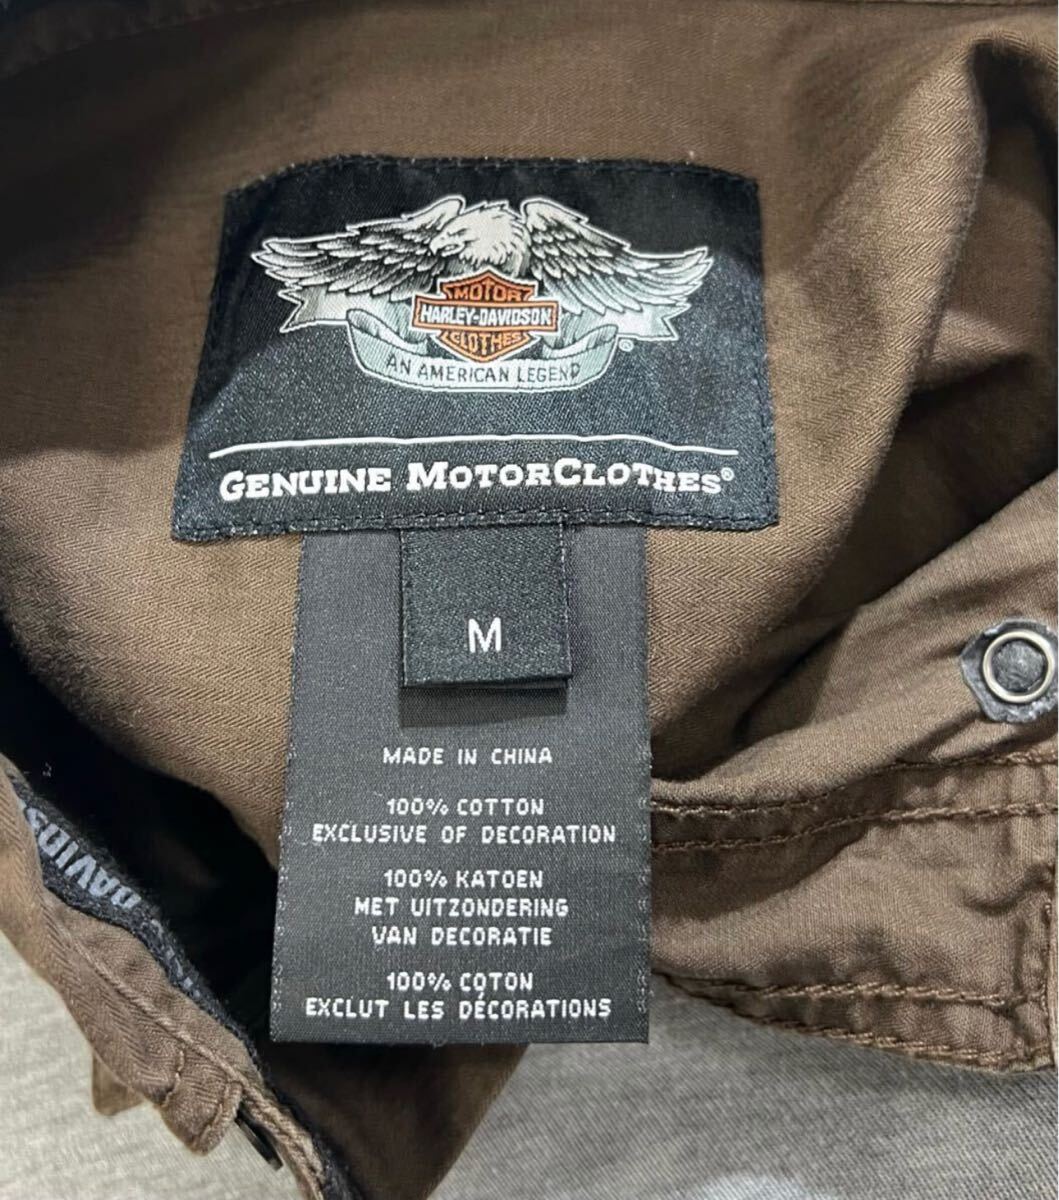 MOTOR
HARLEY-DAVIDSON
CLOTHES
®
AN AMERICAN LEGEND
GENUINE MOTORCLOTHES®
M
MADE IN CHINA
100% COTTON
EXCLUSIVE OF DECORATION
100% KATOEN
MET UITZONDERING
VAN DECORATIE
100% COTON
EXCLUT LES DÉCORATIONS